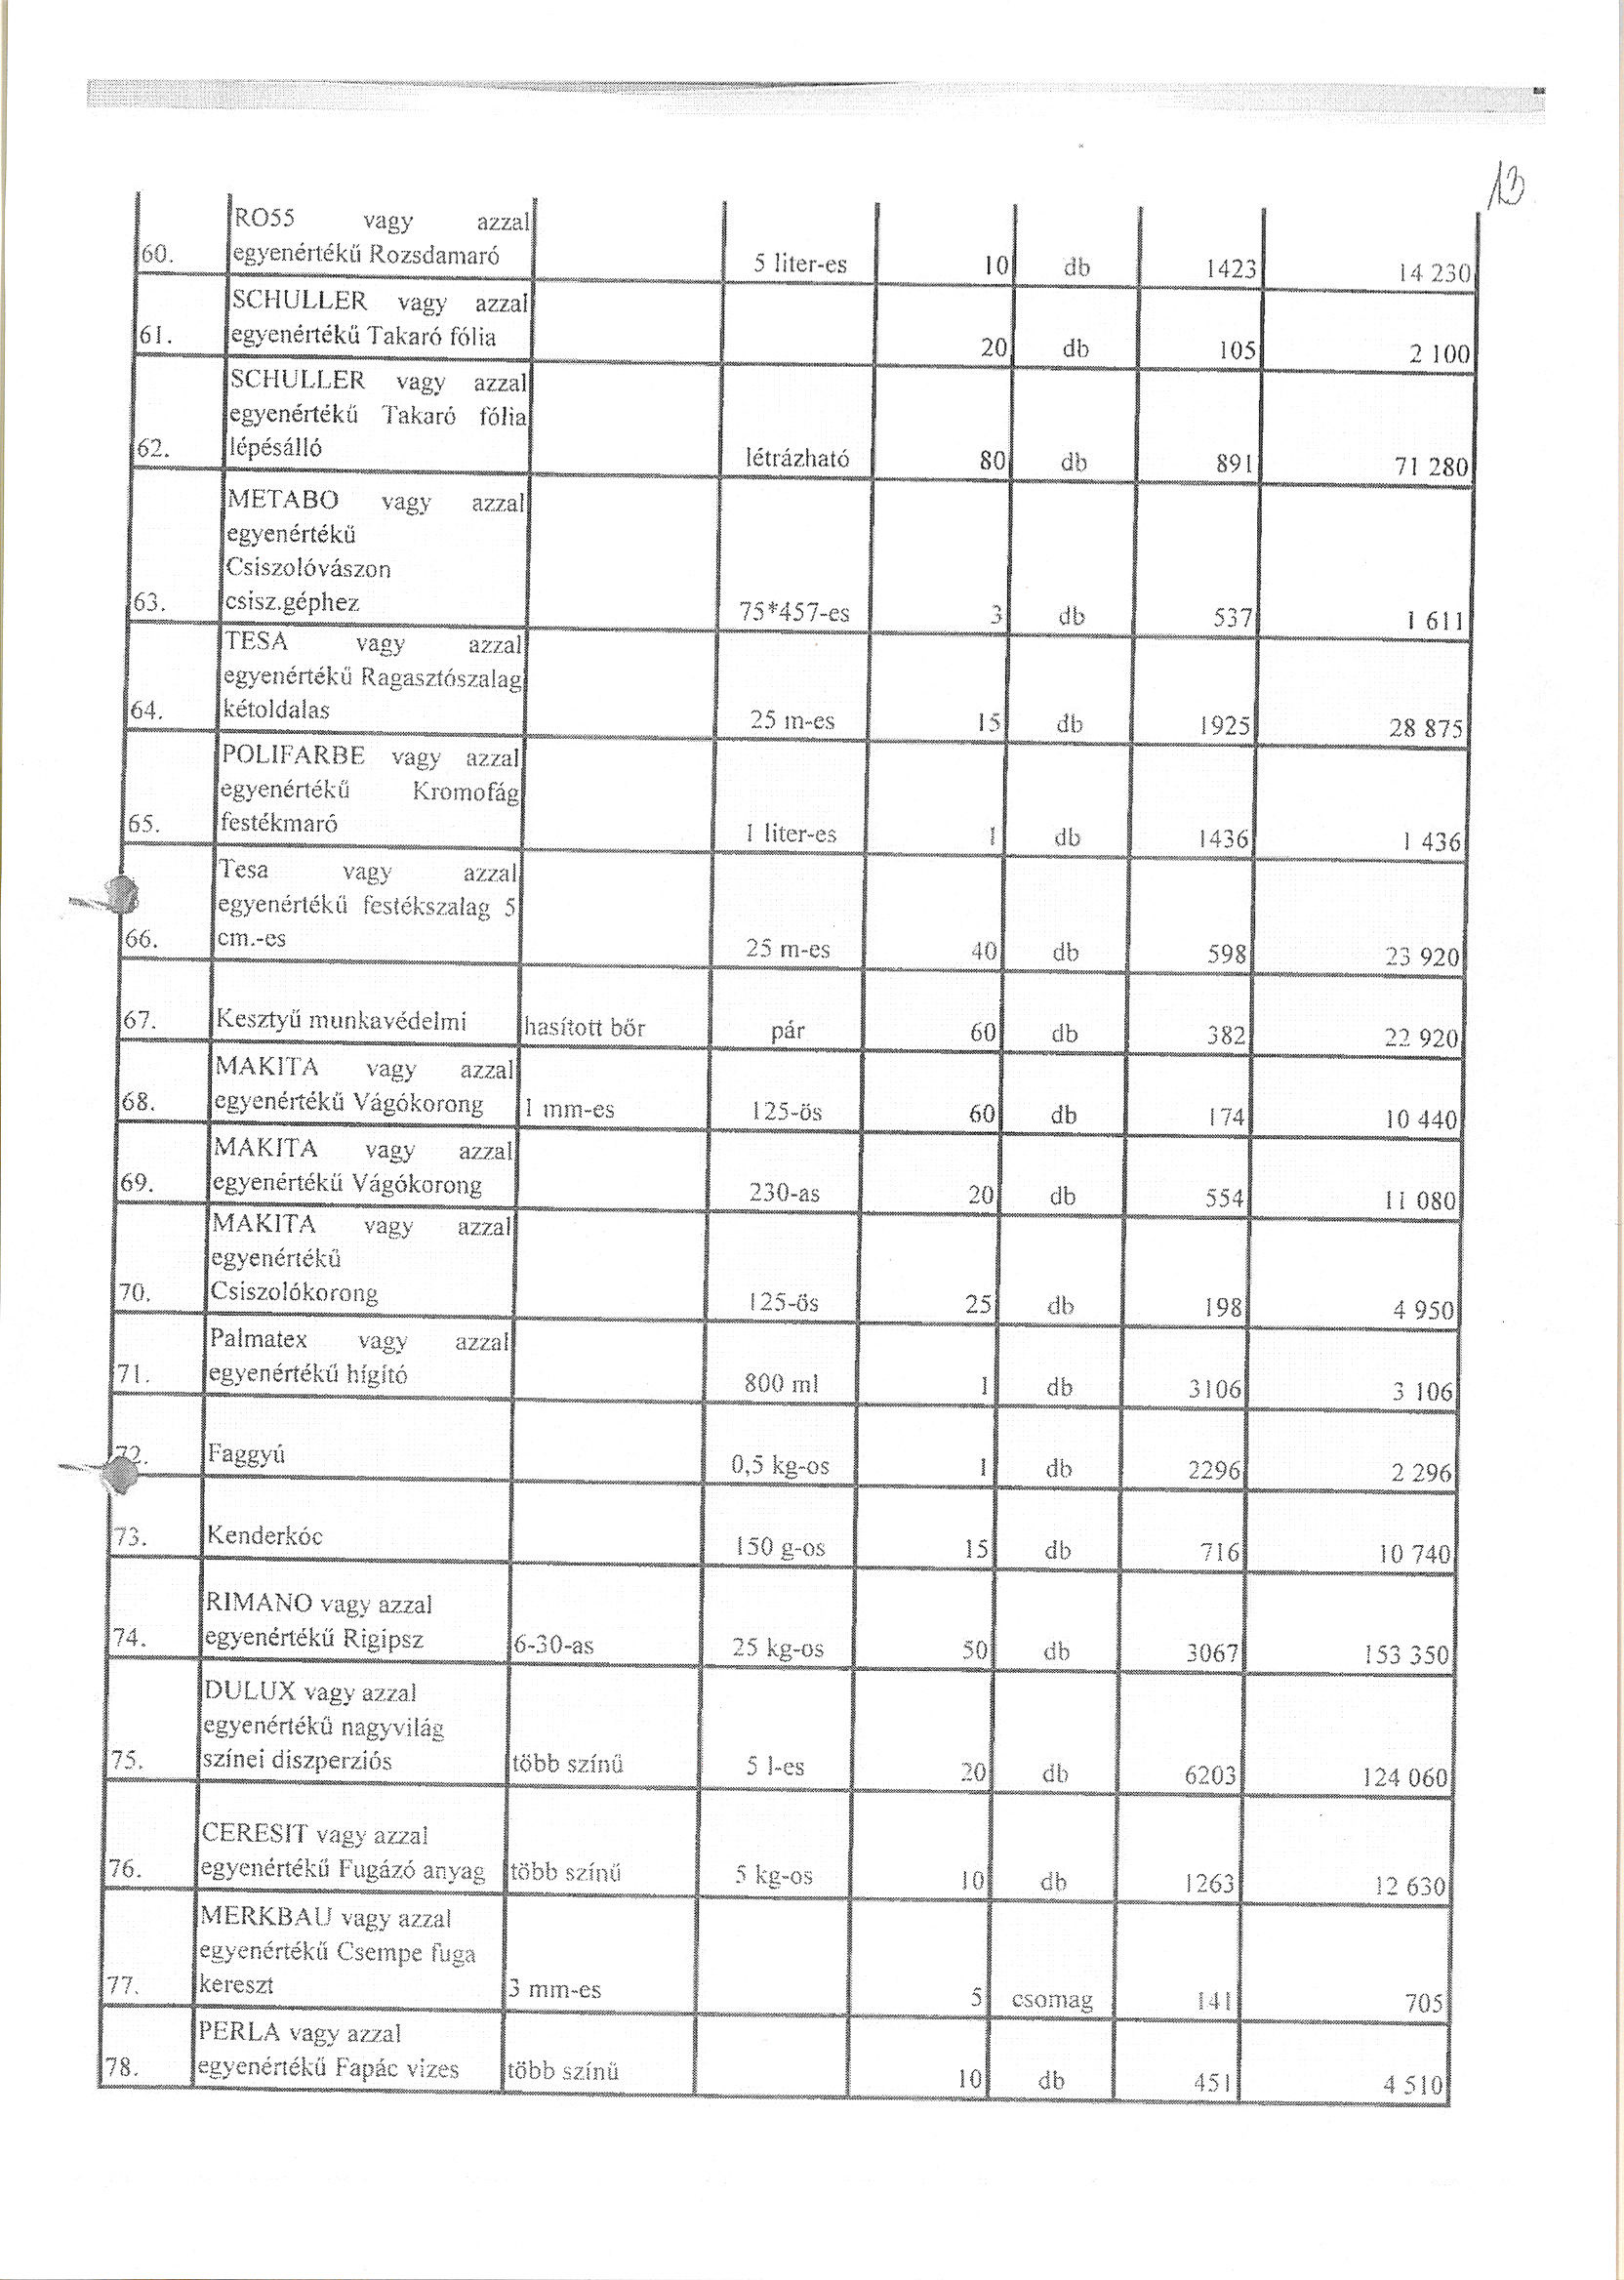 13
RO55 vagy azzal
60. egyenértékű Rozsdamaró 5 liter-es 10 db 1423 14 230
SCHULLER vagy azzal
61. egyenértékű Takaró fólia 20 db 105 2 100
SCHULLER vagy azzal
egyenértékű Takaró fólia
62. lépésálló létrázható 80 db 891 71 280
METABO vagy azzal
egyenértékű
Csiszolóvászon
63. csisz.géphez 75*457-es 3 db 537 1 611
TESA vagy azzal
egyenértékű Ragasztószalag
64. kétoldalas 25 m-es 15 db 1925 28 875
POLIFARBE vagy azzal
egyenértékű Kromofág
65. festékmaró 1 liter-es 1 db 1436 1 436
Tesa vagy azzal
egyenértékű festékszalag 5
66. cm.-es 25 m-es 40 db 598 23 920
67. Kesztyű munkavédelmi hasított bőr pár 60 db 382 22 920
MAKITA vagy azzal
68. egyenértékű Vágókorong 1 mm-es 125-ös 60 db 174 10 440
MAKITA vagy azzal
69. egyenértékű Vágókorong 230-as 20 db 554 11 080
MAKITA vagy azzal
egyenértékű
70. Csiszolókorong 125-ös 25 db 198 4 950
Palmatex vagy azzal
71. egyenértékű hígító 800 ml 1 db 3106 3 106
72. Faggyú 0,5 kg-os 1 db 2296 2 296
73. Kenderkóc 150 g-os 15 db 716 10 740
RIMANO vagy azzal
74. egyenértékű Rigipsz 6-30-as 25 kg-os 50 db 3067 153 350
DULUX vagy azzal
egyenértékű nagyvilág
75. színei diszperziós több színű 5 l-es 20 db 6203 124 060
CERESIT vagy azzal
76. egyenértékű Fugázó anyag több színű 5 kg-os 10 db 1263 12 630
MERKBAU vagy azzal
egyenértékű Csempe fuga
77. kereszt 3 mm-es 5 csomag 141 705
PERLA vagy azzal
78. egyenértékű Fapác vizes több színű 10 db 451 4 510